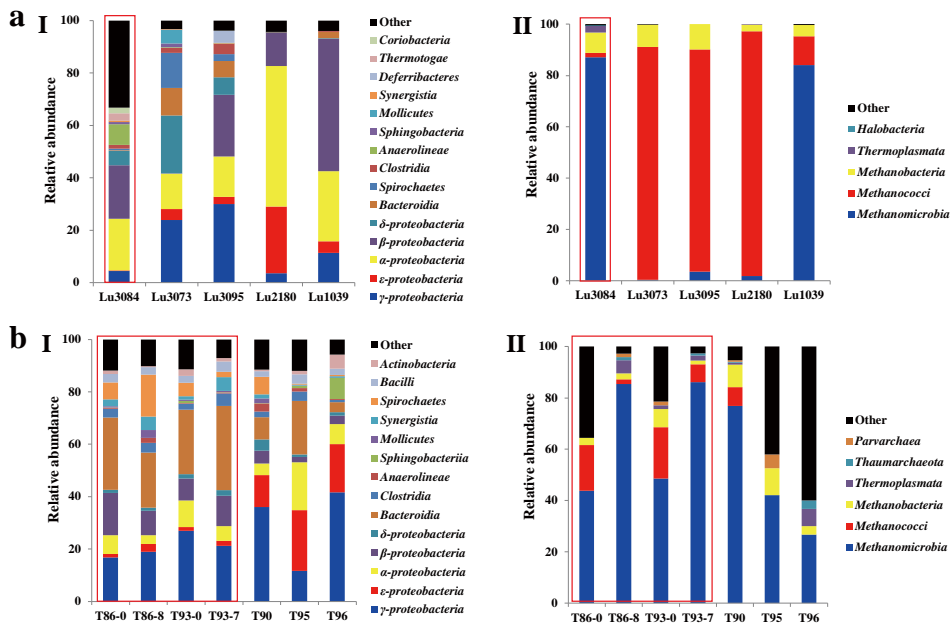 a
I
Relative abundance
100
80
60
40
20
0
Lu3084 Lu3073 Lu3095 Lu2180 Lu1039
Other
Coriobacteria
Thermotogae
Deferribacteres
Synergistia
Mollicutes
Sphingobacteria
Anaerolineae
Clostridia
Spirochaetes
Bacteroidia
δ-proteobacteria
β-proteobacteria
α-proteobacteria
ε-proteobacteria
γ-proteobacteria
II
Relative abundance
100
80
60
40
20
0
Lu3084 Lu3073 Lu3095 Lu2180 Lu1039
Other
Halobacteria
Thermoplasmata
Methanobacteria
Methanococci
Methanomicrobia
b
I
Relative abundance
100
80
60
40
20
0
T86-0 T86-8 T93-0 T93-7 T90 T95 T96
Other
Actinobacteria
Bacilli
Spirochaetes
Synergistia
Mollicutes
Sphingobacteriia
Anaerolineae
Clostridia
Bacteroidia
δ-proteobacteria
β-proteobacteria
α-proteobacteria
ε-proteobacteria
γ-proteobacteria
II
Relative abundance
100
80
60
40
20
0
T86-0 T86-8 T93-0 T93-7 T90 T95 T96
Other
Parvarchaea
Thaumarchaeota
Thermoplasmata
Methanobacteria
Methanococci
Methanomicrobia